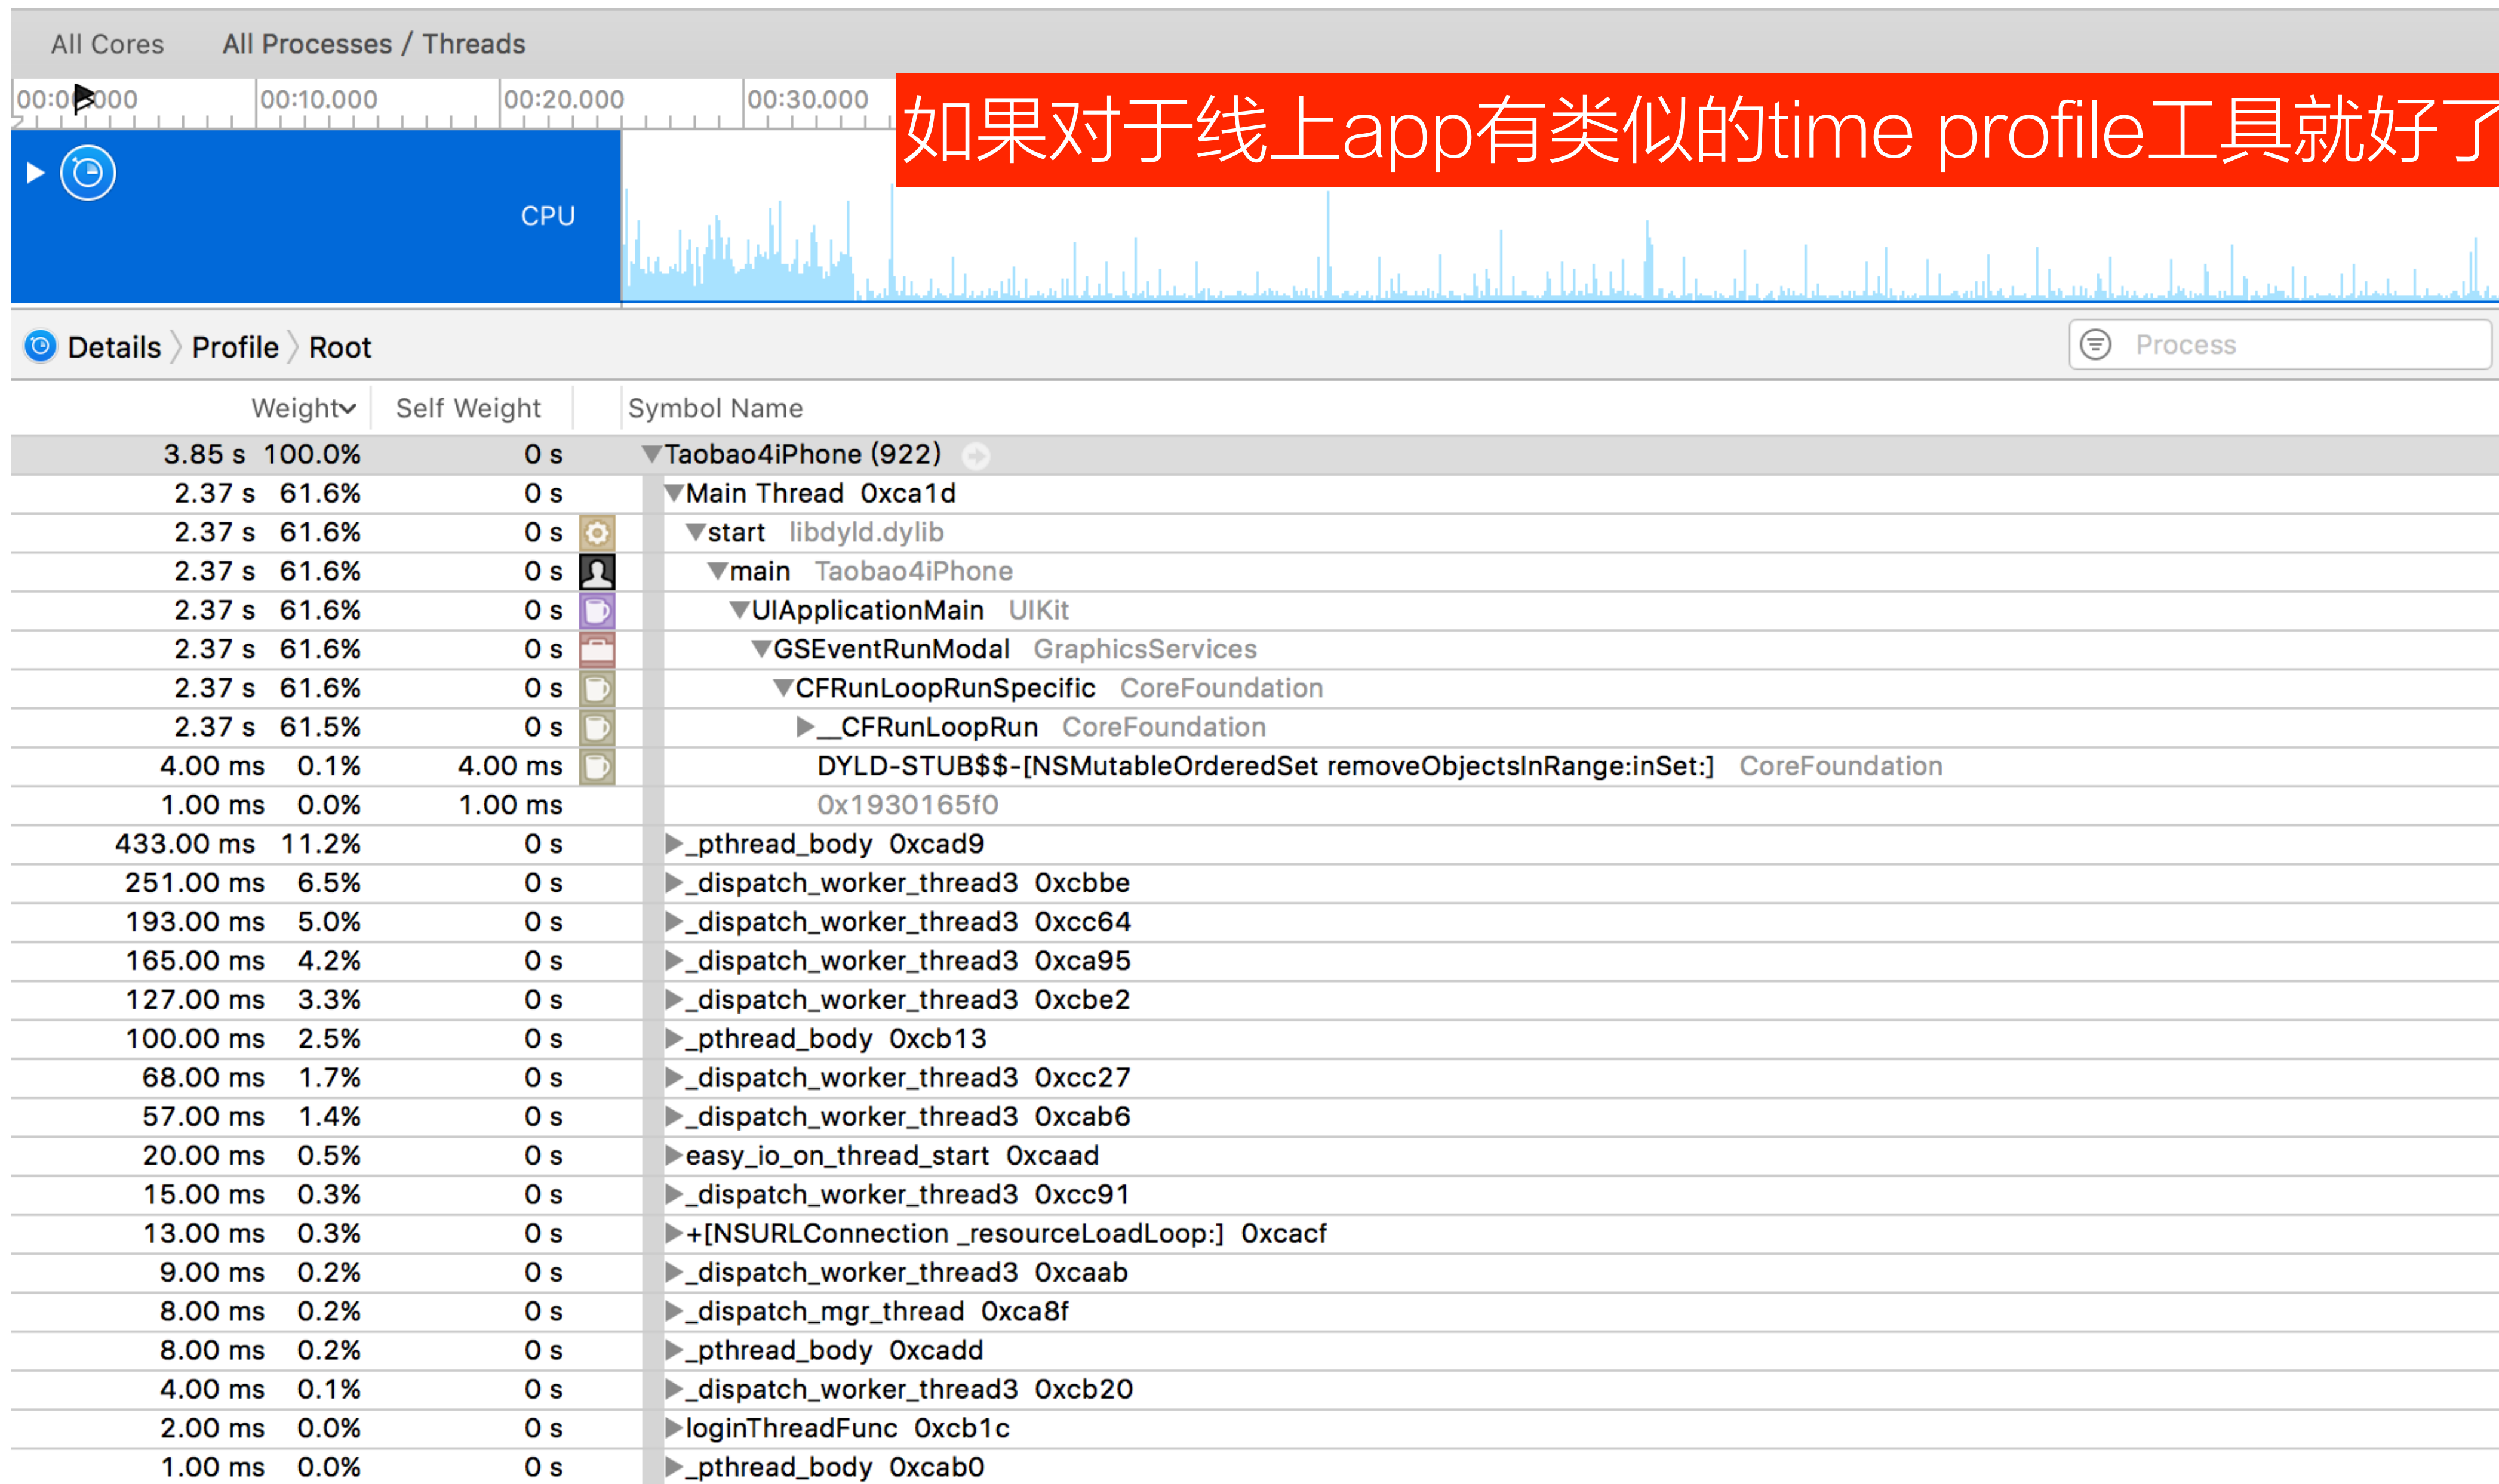 All Cores All Processes / Threads
00:10.000 00:20.000 00:30.000
如果对于线上app有类似的time profile工具就好了
CPU
Details Profile Root Process
Weight Self Weight Symbol Name
3.85 s 100.0% 0 s Taobao4iPhone (922)
2.37 s 61.6% 0 s Main Thread 0xca1d
2.37 s 61.6% 0 s start libdyld.dylib
2.37 s 61.6% 0 s main Taobao4iPhone
2.37 s 61.6% 0 s UIApplicationMain UIKit
2.37 s 61.6% 0 s GSEventRunModal GraphicsServices
2.37 s 61.6% 0 s CFRunLoopRunSpecific CoreFoundation
2.37 s 61.5% 0 s __CFRunLoopRun CoreFoundation
4.00 ms 0.1% 4.00 ms DYLD-STUB$$-[NSMutableOrderedSet removeObjectsInRange:inSet:] CoreFoundation
1.00 ms 0.0% 1.00 ms 0x1930165f0
433.00 ms 11.2% 0 s _pthread_body 0xcad9
251.00 ms 6.5% 0 s _dispatch_worker_thread3 0xcbbe
193.00 ms 5.0% 0 s _dispatch_worker_thread3 0xcc64
165.00 ms 4.2% 0 s _dispatch_worker_thread3 0xca95
127.00 ms 3.3% 0 s _dispatch_worker_thread3 0xcbe2
100.00 ms 2.5% 0 s _pthread_body 0xcb13
68.00 ms 1.7% 0 s _dispatch_worker_thread3 0xcc27
57.00 ms 1.4% 0 s _dispatch_worker_thread3 0xcab6
20.00 ms 0.5% 0 s easy_io_on_thread_start 0xcaad
15.00 ms 0.3% 0 s _dispatch_worker_thread3 0xcc91
13.00 ms 0.3% 0 s +[NSURLConnection _resourceLoadLoop:] 0xcacf
9.00 ms 0.2% 0 s _dispatch_worker_thread3 0xcaab
8.00 ms 0.2% 0 s _dispatch_mgr_thread 0xca8f
8.00 ms 0.2% 0 s _pthread_body 0xcadd
4.00 ms 0.1% 0 s _dispatch_worker_thread3 0xcb20
2.00 ms 0.0% 0 s loginThreadFunc 0xcb1c
1.00 ms 0.0% 0 s _pthread_body 0xcab0